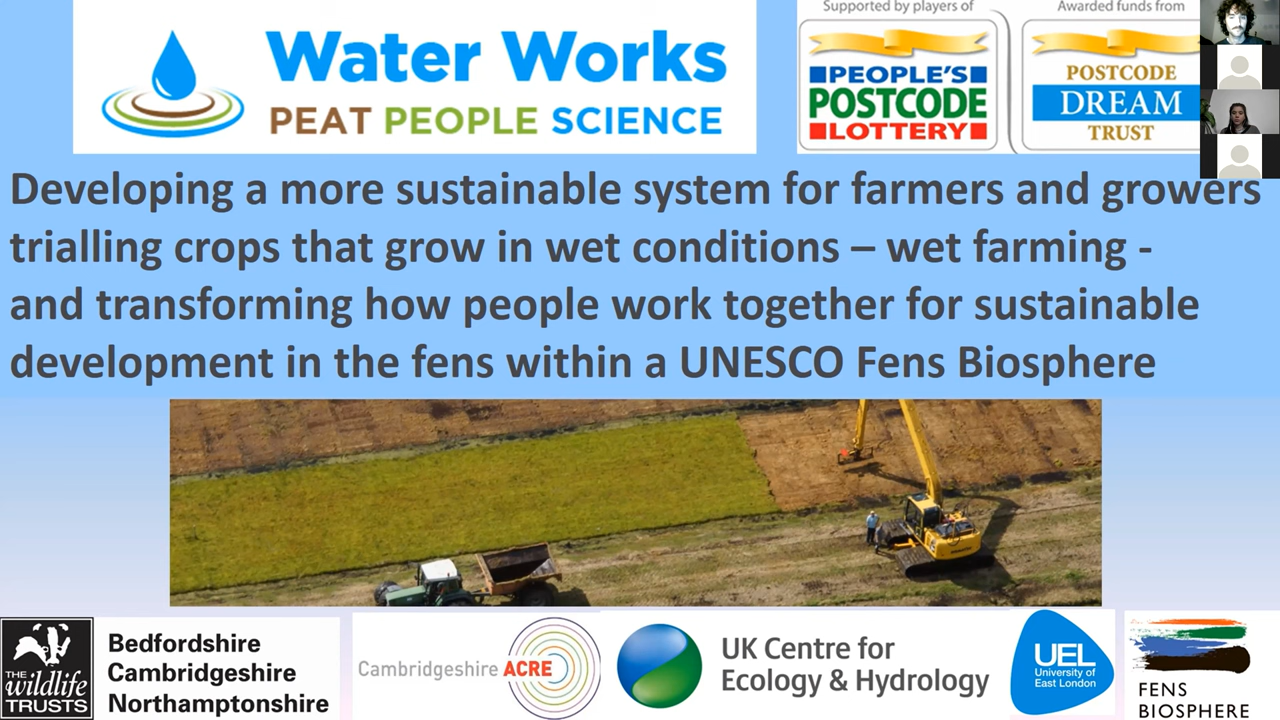 Water Works
PEAT PEOPLE SCIENCE
Supported by players of
PEOPLE'S
POSTCODE
LOTTERY
Awarded funds from
POSTCODE
DREAM
TRUST
Developing a more sustainable system for farmers and growers
trialling crops that grow in wet conditions – wet farming -
and transforming how people work together for sustainable
development in the fens within a UNESCO Fens Biosphere
THE
wildlife
TRUSTS
Bedfordshire
Cambridgeshire
Northamptonshire
Cambridgeshire ACRE
UK Centre for
Ecology & Hydrology
UEL
University of
East London
FENS
BIOSPHERE